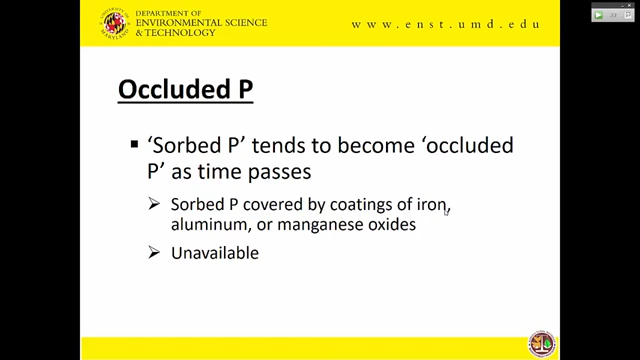 DEPARTMENT OF
ENVIRONMENTAL SCIENCE
& TECHNOLOGY
www.enst.umd.edu
Occluded P
▪ ‘Sorbed P’ tends to become ‘occluded
P’ as time passes
➢ Sorbed P covered by coatings of iron,
aluminum, or manganese oxides
➢ Unavailable